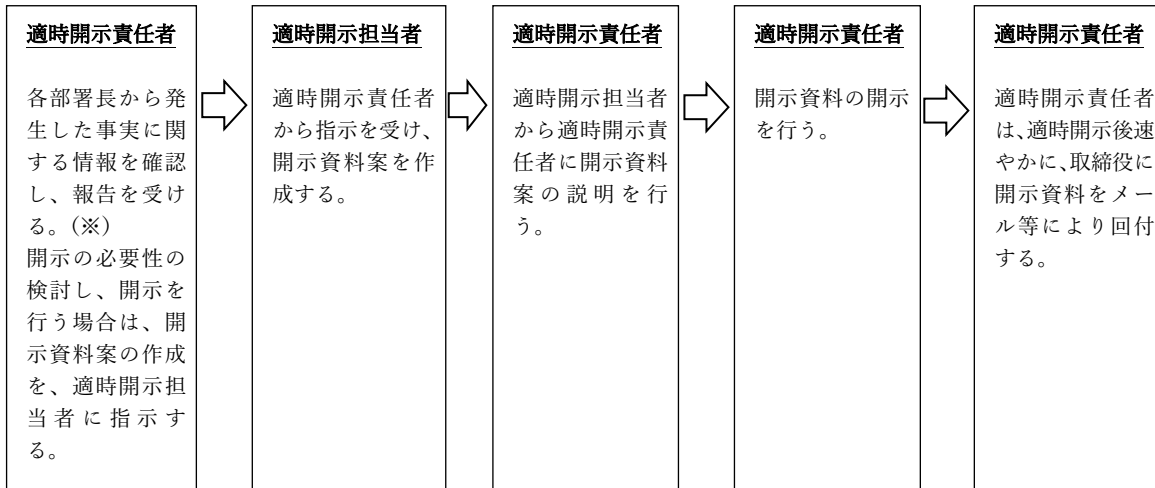 適時開示責任者
各部署長から発
生した事実に関
する情報を確認
し、報告を受け
る。(※)
開示の必要性の
検討し、開示を
行う場合は、開
示資料案の作成
を、適時開示担
当者に指示す
る。
適時開示担当者
適時開示責任者
から指示を受け、
開示資料案を作
成する。
適時開示責任者
適時開示担当者
から適時開示責
任者に開示資料
案の説明を行
う。
適時開示責任者
開示資料の開示
を行う。
適時開示責任者
適時開示責任者
は、適時開示後速
やかに、取締役に
開示資料をメー
ル等により回付
する。